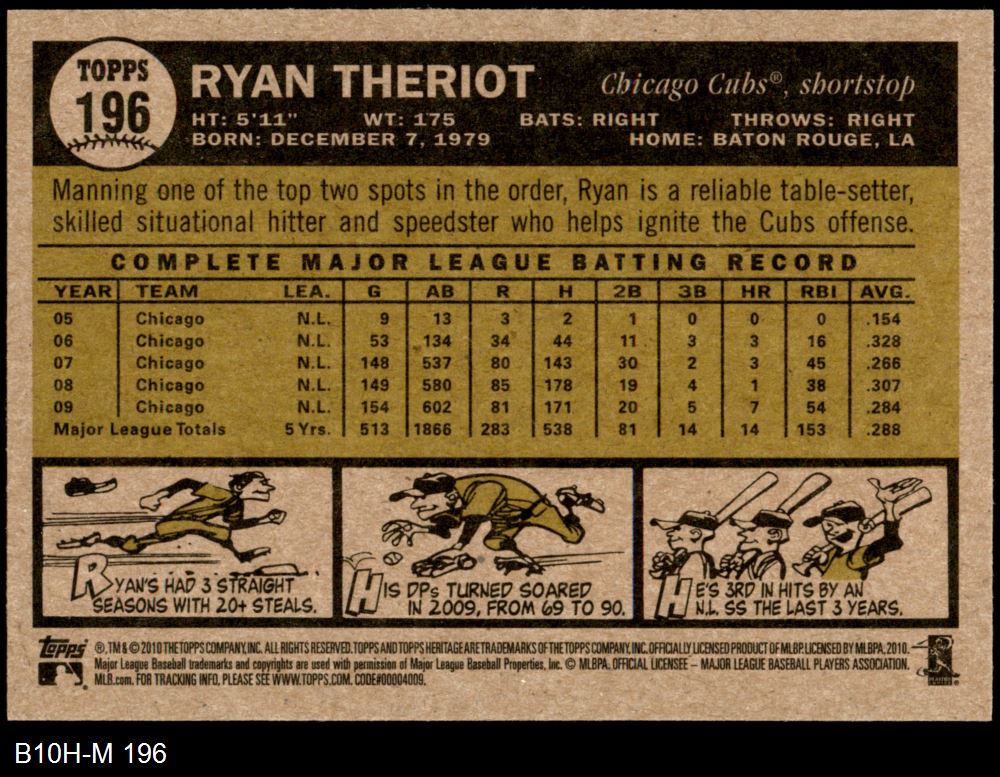 TOPPS
196
RYAN THERIOT
Chicago Cubs®, shortstop
HT: 5'11" WT: 175 BATS: RIGHT THROWS: RIGHT
BORN: DECEMBER 7, 1979 HOME: BATON ROUGE, LA
Manning one of the top two spots in the order, Ryan is a reliable table-setter,
skilled situational hitter and speedster who helps ignite the Cubs offense.
COMPLETE MAJOR LEAGUE BATTING RECORD
YEAR TEAM LEA. G AB R H 2B 3B HR RBI AVG.
05 Chicago N.L. 9 13 3 2 1 0 0 0 .154
06 Chicago N.L. 53 134 34 44 11 3 3 16 .328
07 Chicago N.L. 148 537 80 143 30 2 3 45 .266
08 Chicago N.L. 149 580 85 178 19 4 1 38 .307
09 Chicago N.L. 154 602 81 171 20 5 7 54 .284
Major League Totals 5 Yrs. 513 1866 283 538 81 14 14 153 .288
RYAN'S HAD 3 STRAIGHT
SEASONS WITH 20+ STEALS.
HIS DPs TURNED SOARED
IN 2009, FROM 69 TO 90.
HE'S 3RD IN HITS BY AN
N.L. SS THE LAST 3 YEARS.
Topps ®, TM & © 2010 THE TOPPS COMPANY, INC. ALL RIGHTS RESERVED. TOPPS AND TOPPS HERITAGE ARE TRADEMARKS OF THE TOPPS COMPANY, INC. OFFICIALLY LICENSED PRODUCT OF MLBP. LICENSED BY MLBPA, 2010.
Major League Baseball trademarks and copyrights are used with permission of Major League Baseball Properties, Inc. © MLBPA. OFFICIAL LICENSEE – MAJOR LEAGUE BASEBALL PLAYERS ASSOCIATION.
MLB.com. FOR TRACKING INFO, PLEASE SEE WWW.TOPPS.COM. CODE#00004009.
B10H-M 196